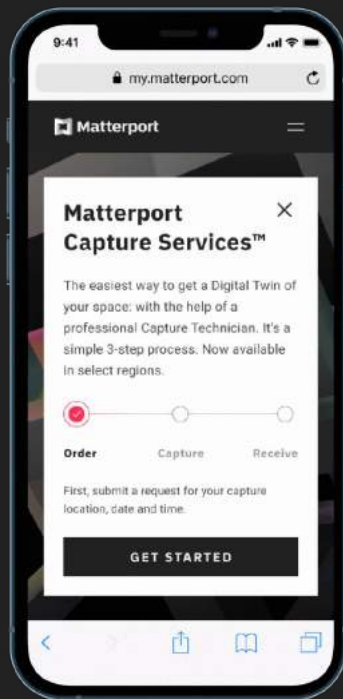 9:41
my.matterport.com
Matterport
Matterport
Capture Services™
The easiest way to get a Digital Twin of
your space: with the help of a
professional Capture Technician. It's a
simple 3-step process. Now available
in select regions.
Order Capture Receive
First, submit a request for your capture
location, date and time.
GET STARTED